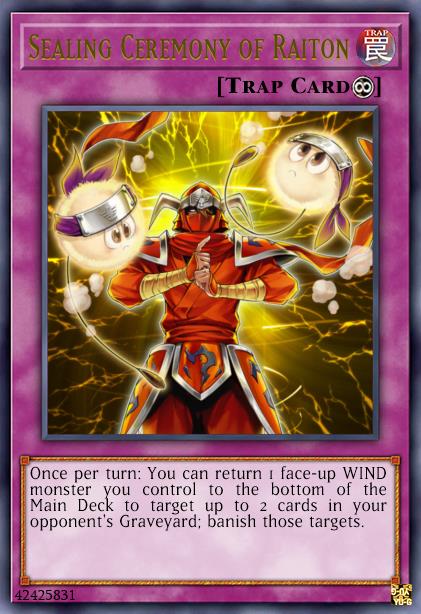 Sealing Ceremony of Raiton
TRAP
罠
[Trap Card]
Once per turn: You can return 1 face-up WIND
monster you control to the bottom of the
Main Deck to target up to 2 cards in your
opponent's Graveyard; banish those targets.
42425831